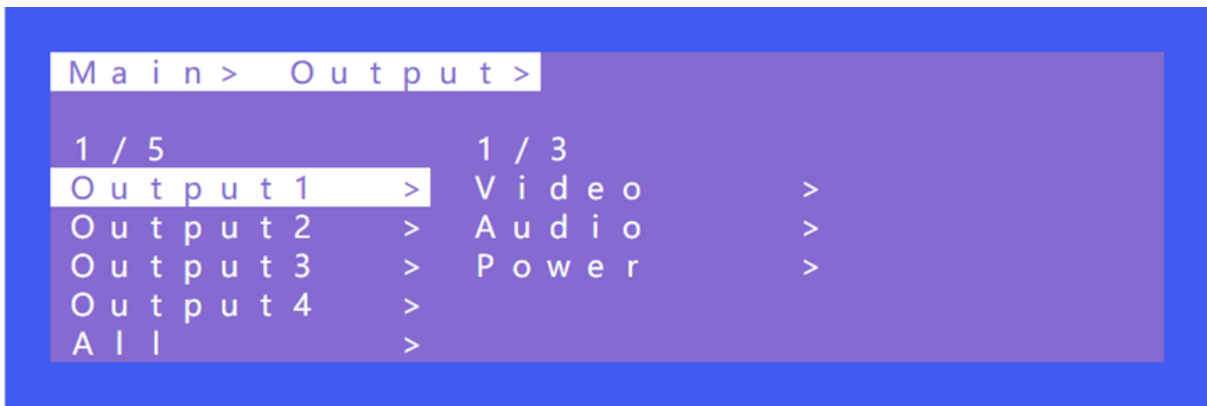 Main> Output>
1/5 1/3
Output1 > Video >
Output2 > Audio >
Output3 > Power >
Output4 >
All >